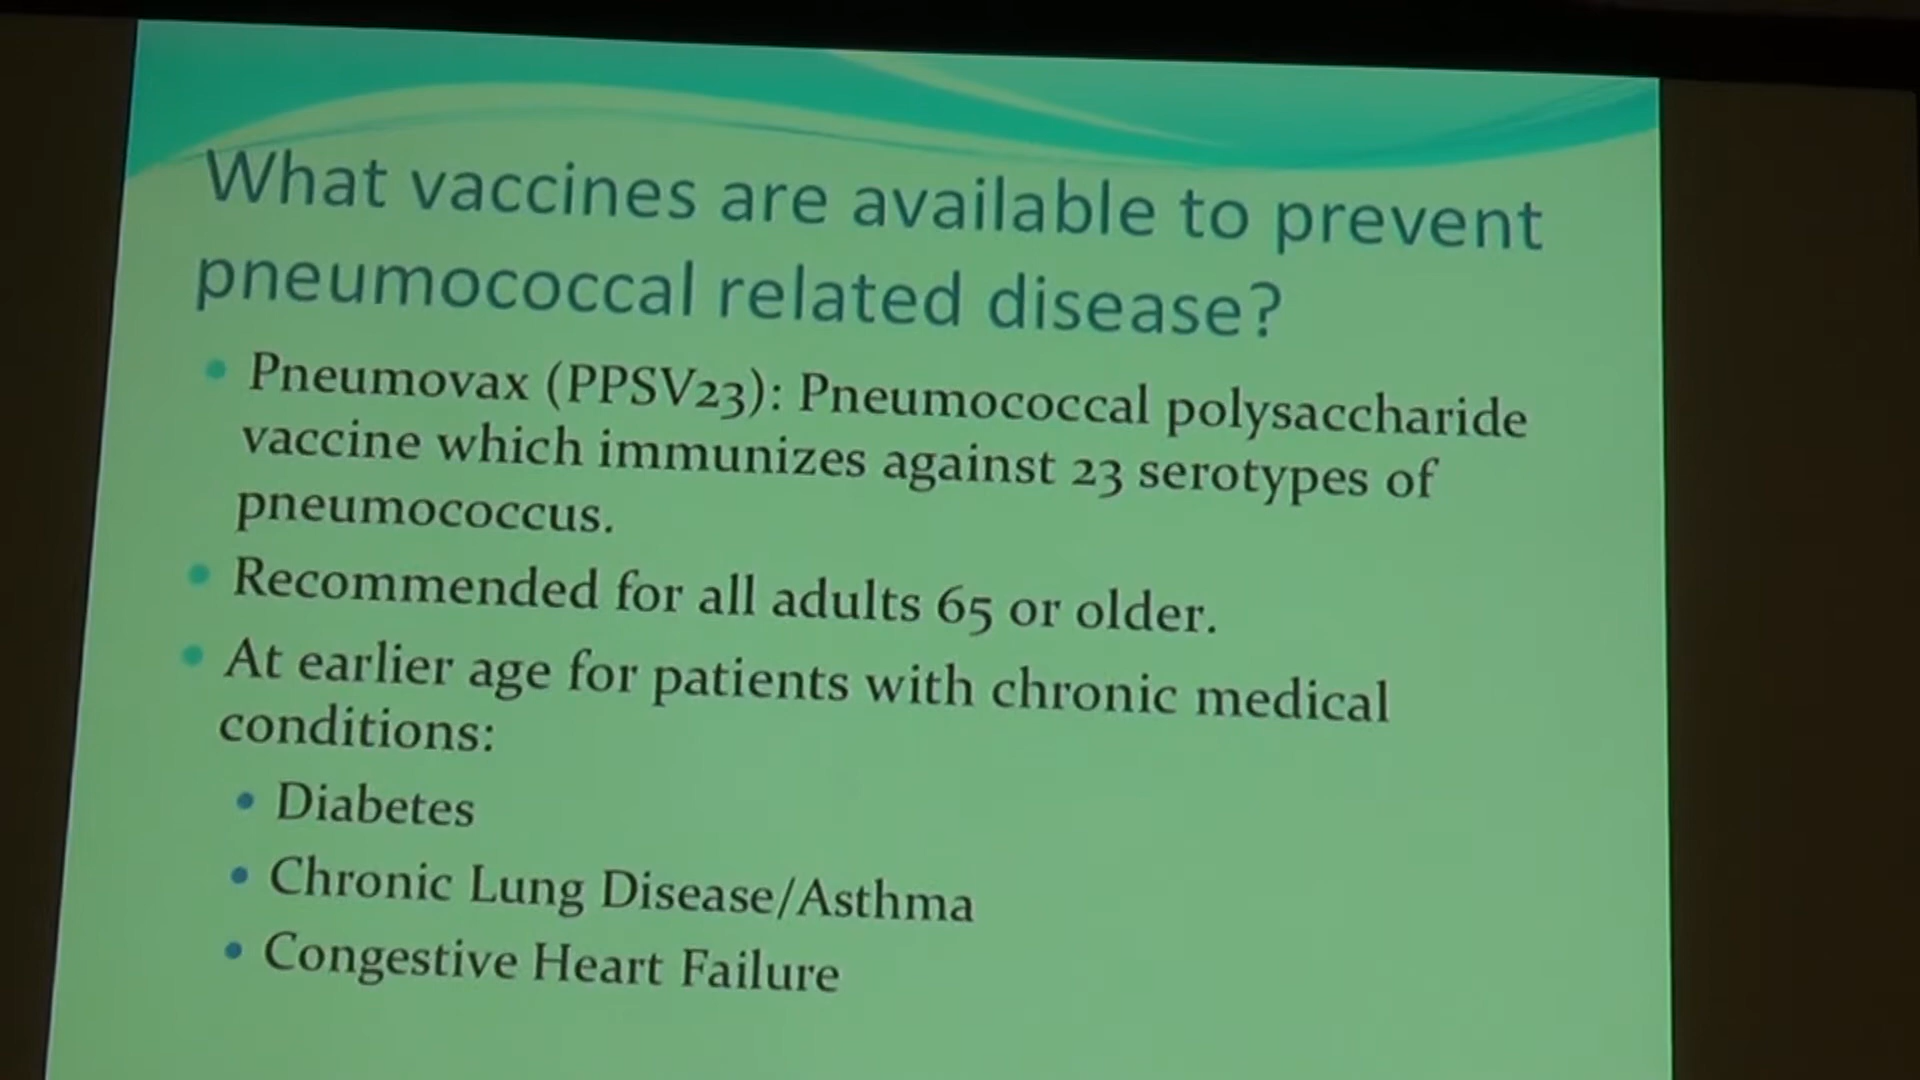 What vaccines are available to prevent
pneumococcal related disease?
• Pneumovax (PPSV23): Pneumococcal polysaccharide
vaccine which immunizes against 23 serotypes of
pneumococcus.
• Recommended for all adults 65 or older.
• At earlier age for patients with chronic medical
conditions:
• Diabetes
• Chronic Lung Disease/Asthma
• Congestive Heart Failure